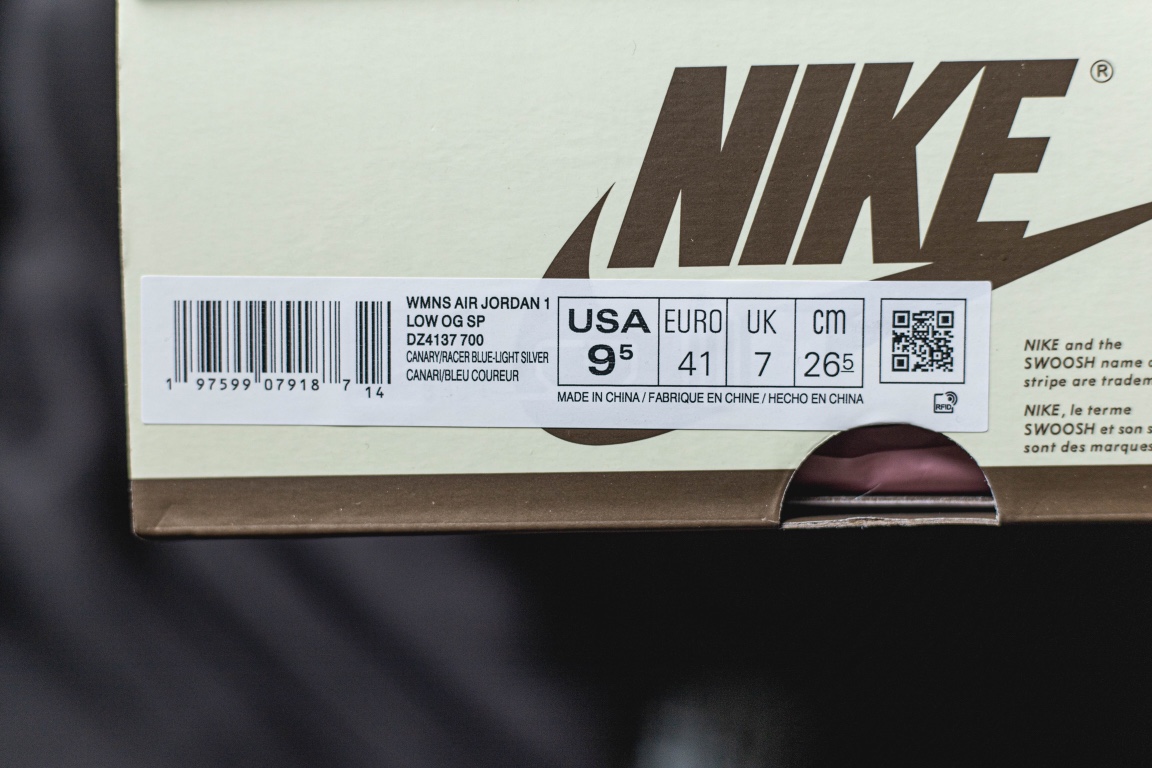 NIKE®
WMNS AIR JORDAN 1
LOW OG SP
DZ4137 700
CANARY/RACER BLUE-LIGHT SILVER
CANARI/BLEU COUREUR
1 97599 07918 7
14
USA EURO UK cm
9⁵ 41 7 26⁵
MADE IN CHINA / FABRIQUE EN CHINE / HECHO EN CHINA
RFID
NIKE and the
SWOOSH name
stripe are
NIKE, le terme
SWOOSH et son
sont des marques